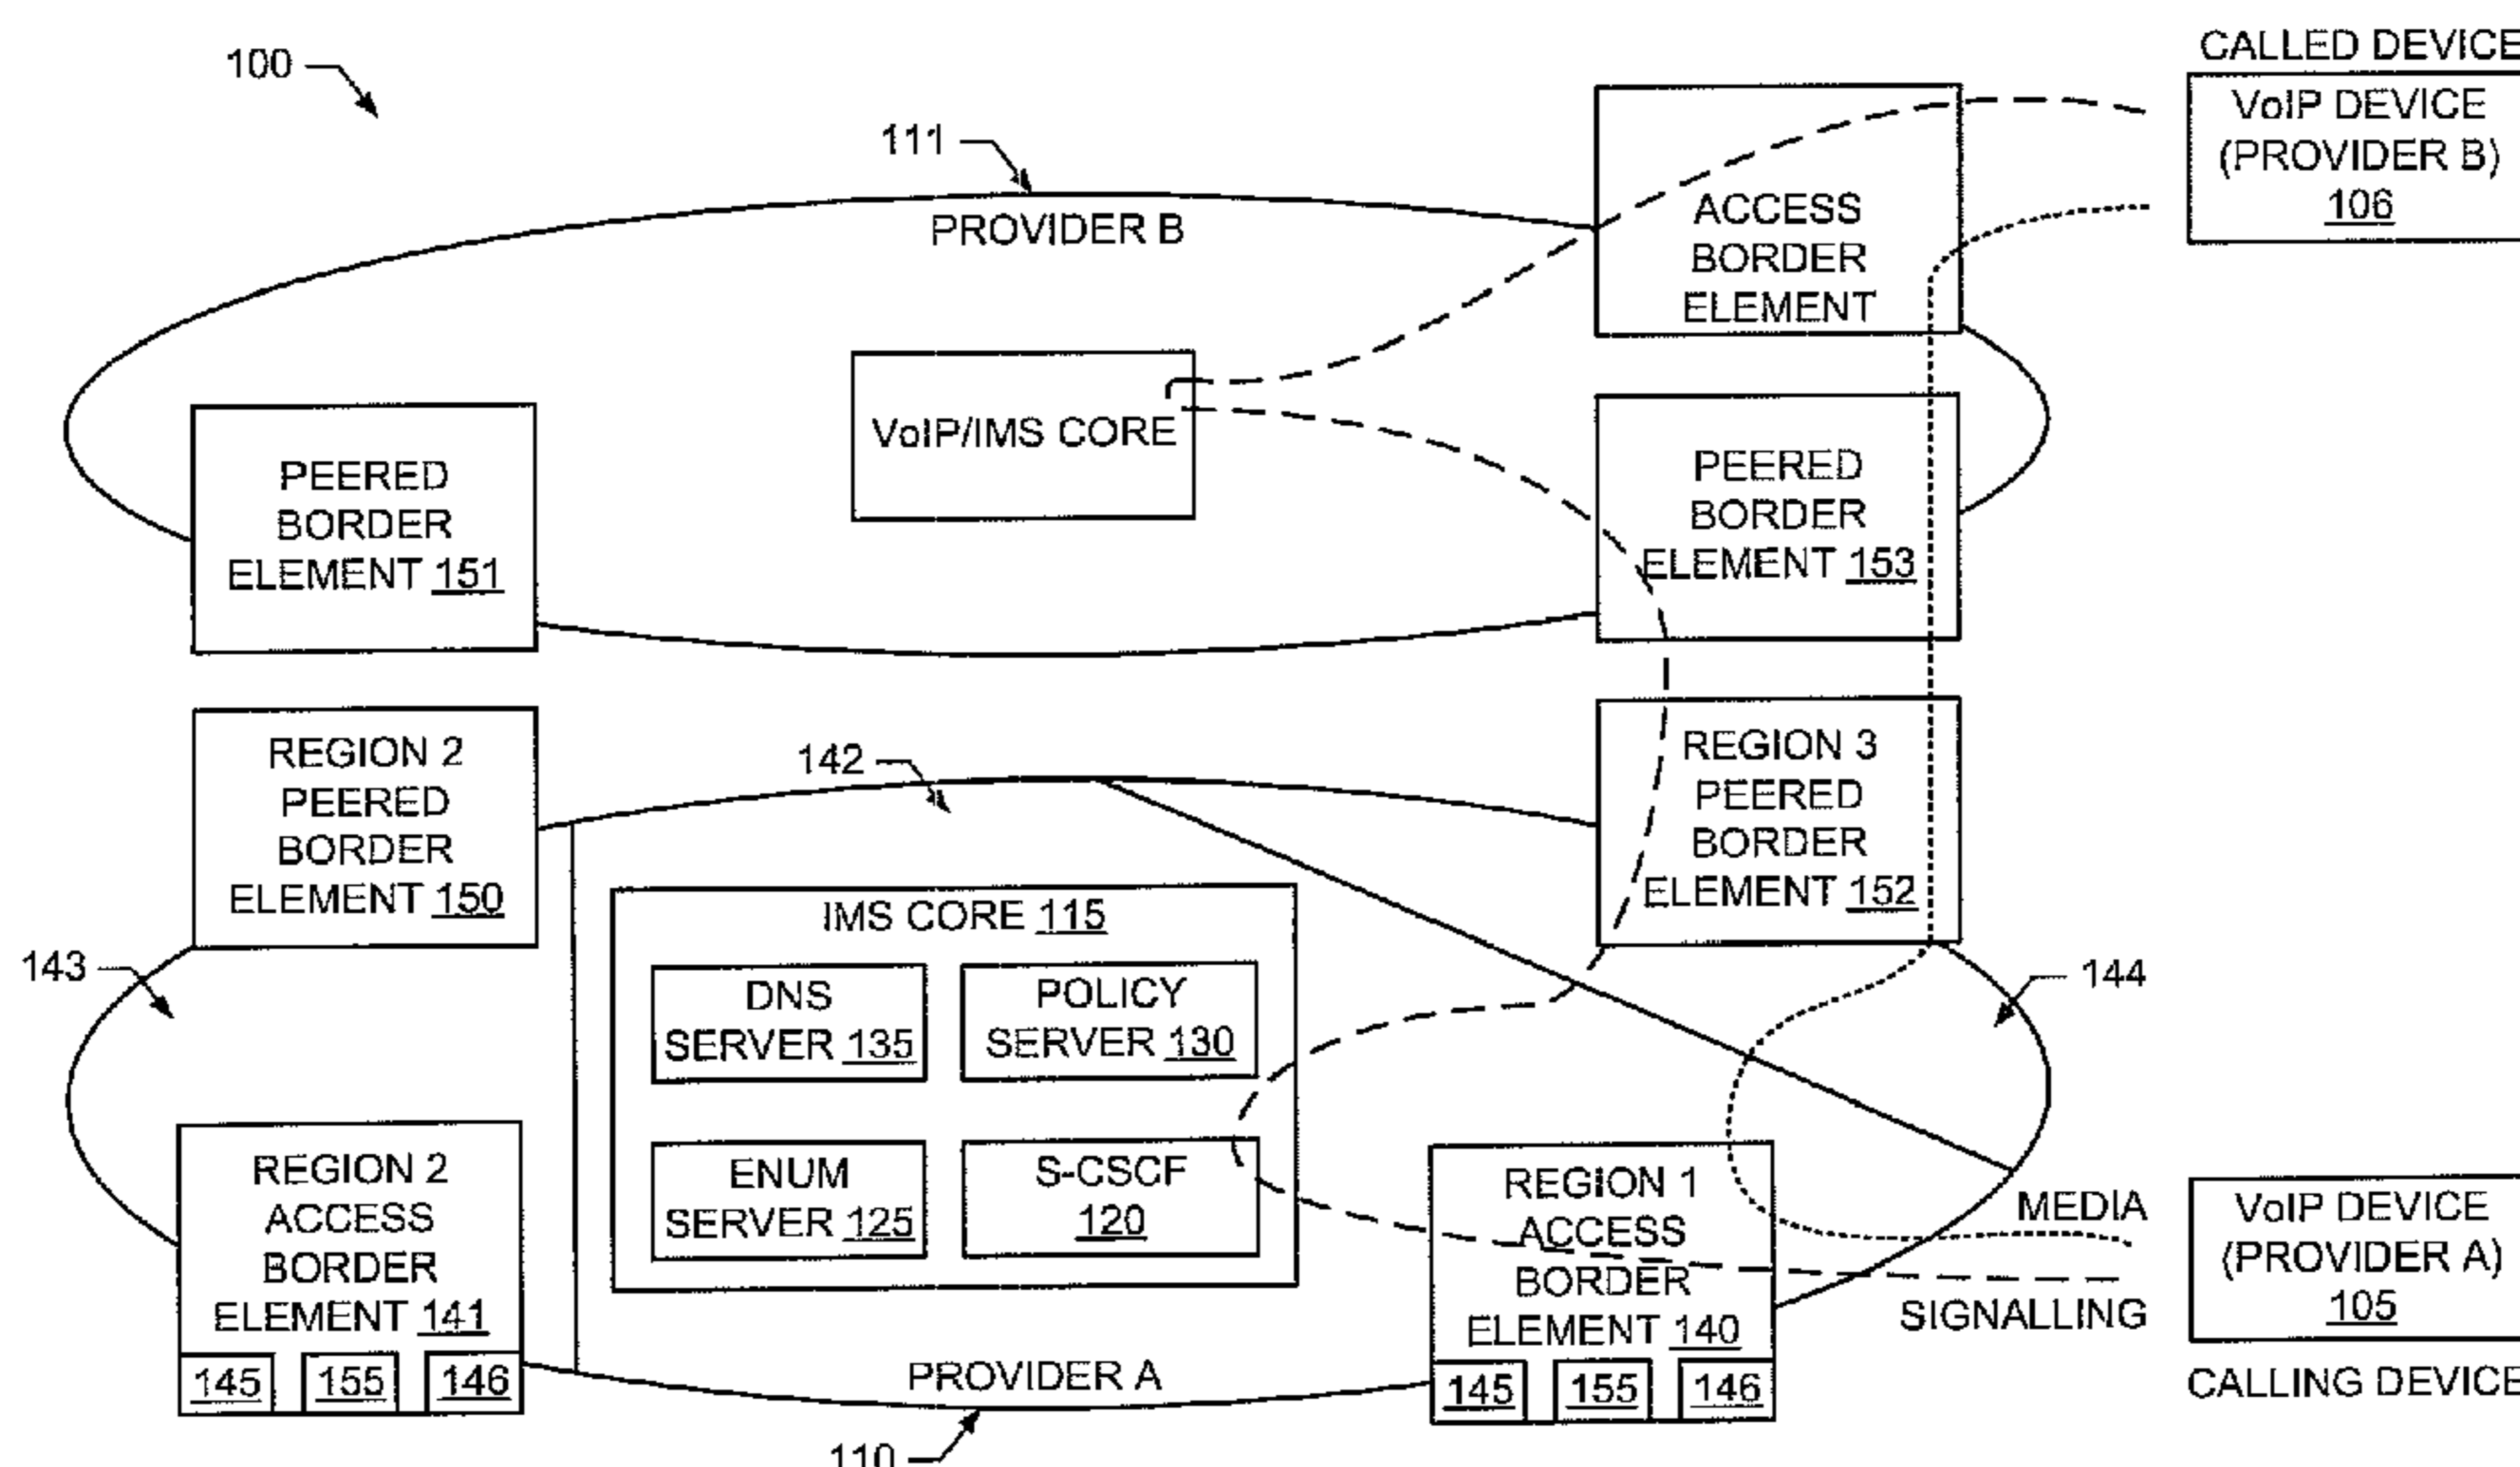 100
111
PROVIDER B
CALLED DEVICE
VoIP DEVICE
(PROVIDER B)
106
ACCESS
BORDER
ELEMENT
VoIP/IMS CORE
PEERED
BORDER
ELEMENT 151
PEERED
BORDER
ELEMENT 153
REGION 2
PEERED
BORDER
ELEMENT 150
142
REGION 3
PEERED
BORDER
ELEMENT 152
143
144
IMS CORE 115
DNS
SERVER 135
POLICY
SERVER 130
ENUM
SERVER 125
S-CSCF
120
REGION 2
ACCESS
BORDER
ELEMENT 141
145 155 146
REGION 1
ACCESS
BORDER
ELEMENT 140
145 155 146
MEDIA
SIGNALLING
VoIP DEVICE
(PROVIDER A)
105
CALLING DEVICE
PROVIDER A
110